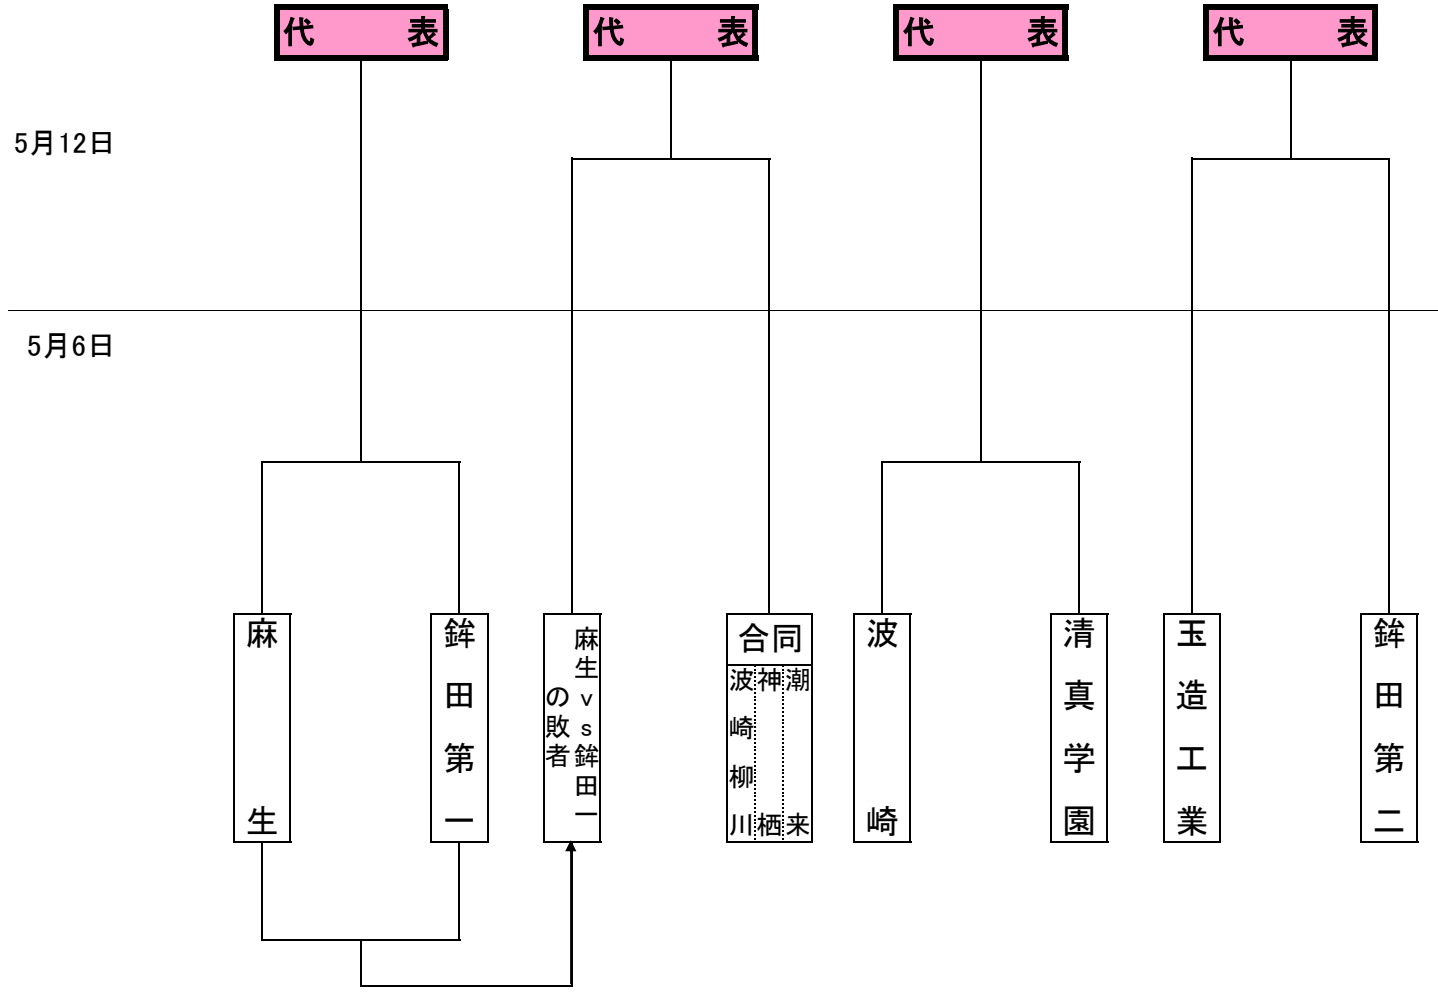 代表
代表
代表
代表
5月12日
5月6日
麻生
鉾田第一
麻生vs鉾田一
の敗者
合同
潮来
神栖
波崎柳川
波崎
清真学園
玉造工業
鉾田第二